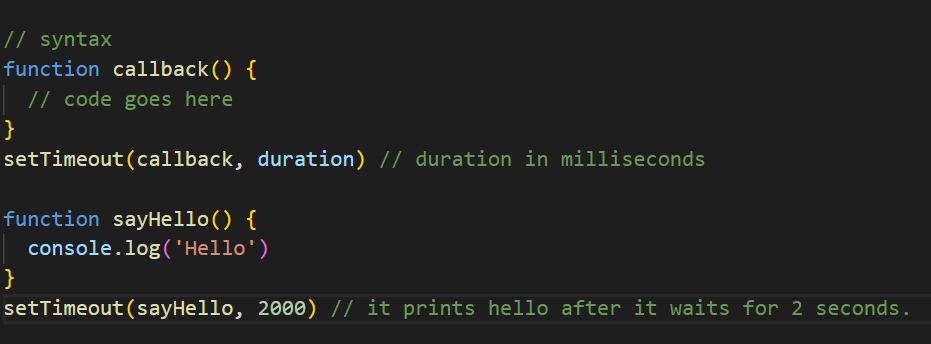 // syntax
function callback() {
  // code goes here
}
setTimeout(callback, duration) // duration in milliseconds
function sayHello() {
  console.log('Hello')
}
setTimeout(sayHello, 2000) // it prints hello after it waits for 2 seconds.